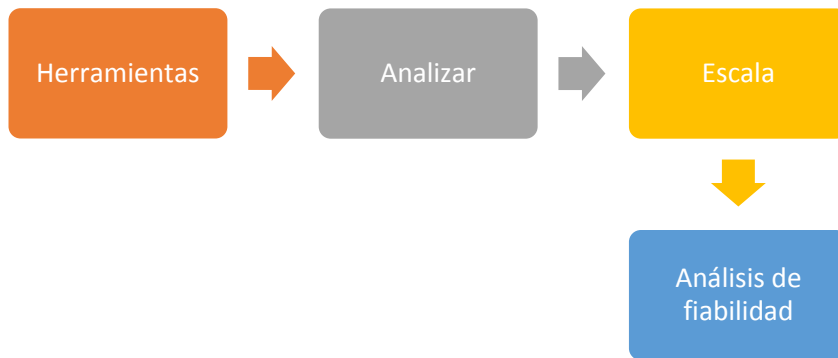 Herramientas
Analizar
Escala
Análisis de
fiabilidad